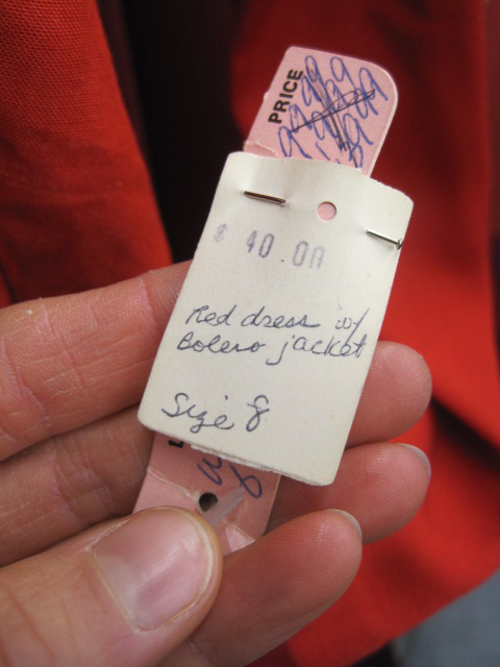 PRICE
$ 40.00
Red dress w/
Bolero jacket
Size 8